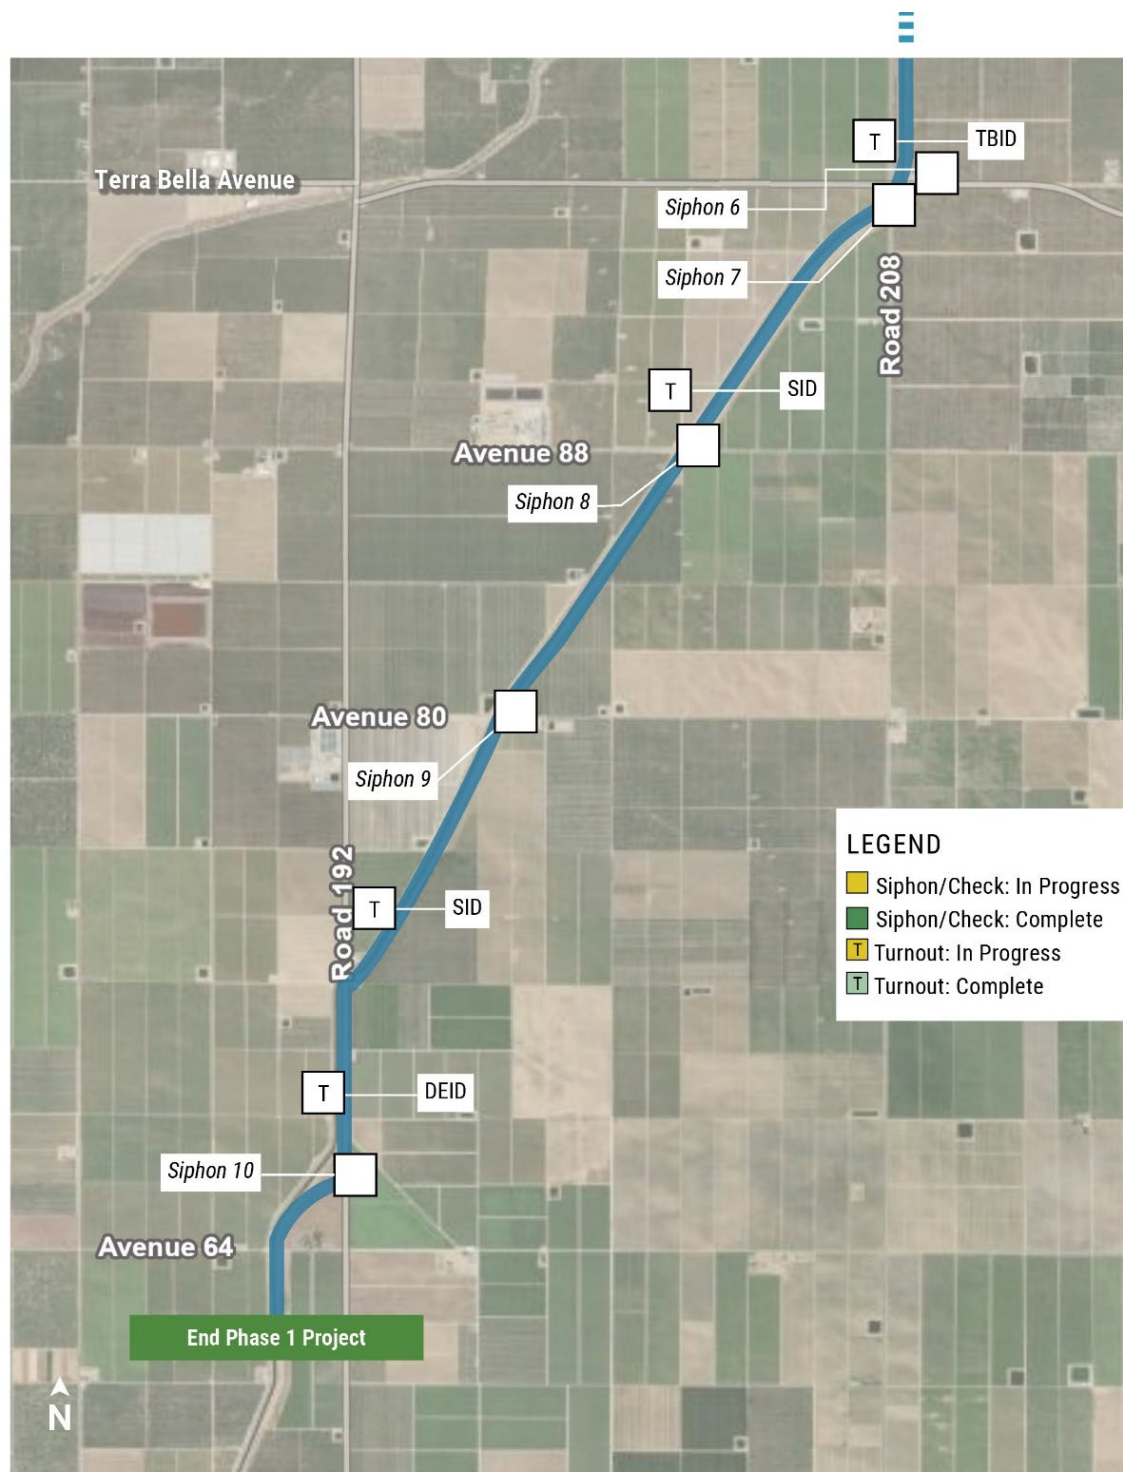 T
TBID
Terra Bella Avenue
Siphon 6
Siphon 7
Road 208
T
SID
Avenue 88
Siphon 8
Avenue 80
Siphon 9
LEGEND
Siphon/Check: In Progress
Siphon/Check: Complete
T Turnout: In Progress
T Turnout: Complete
Road 192
T
SID
T
DEID
Siphon 10
Avenue 64
End Phase 1 Project
N